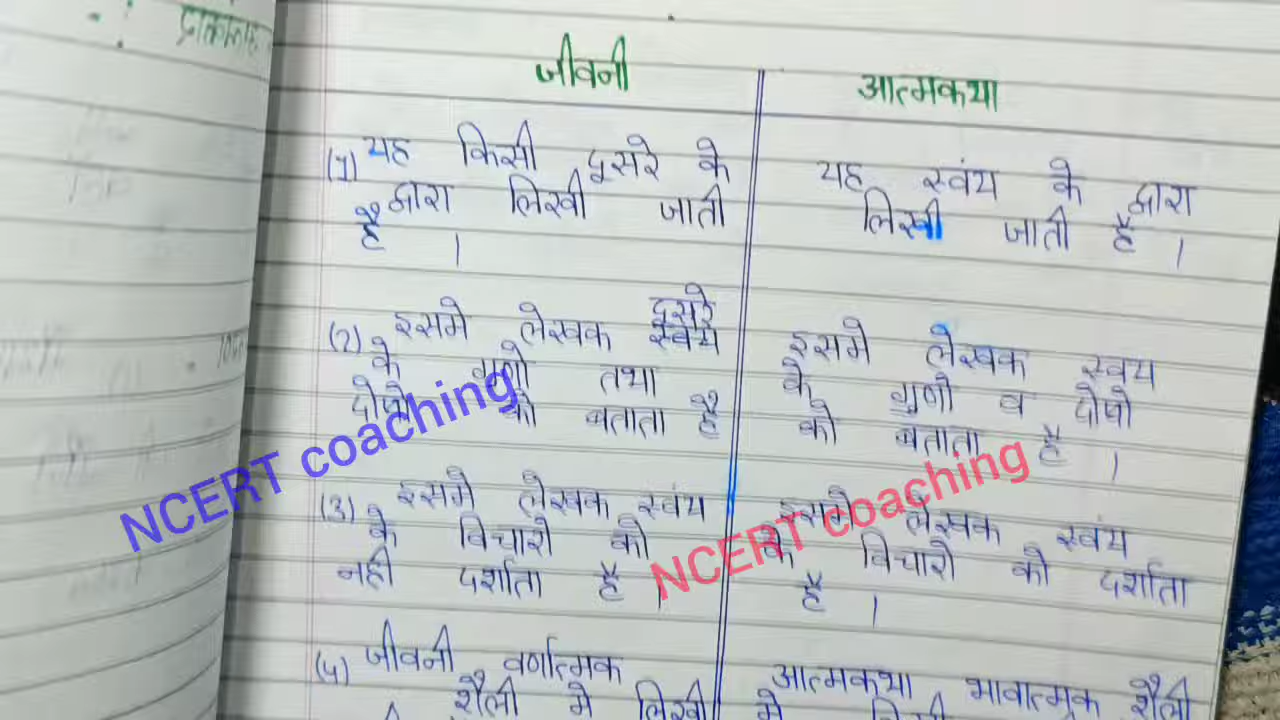 जीवनी
आत्मकथा
(1) यह किसी दूसरे के
द्वारा लिखी जाती
है ।
यह स्वंय के द्वारा
लिखी जाती है ।
दूसरे
(2) इसमे लेखक स्वंय
के गुणो तथा
दोषो को बताता है
इसमे लेखक स्वय
के गुणो व दोषो
को बताता है ।
(3) इसमे लेखक स्वंय
के विचारो को
नही दर्शाता है ।
इसमे लेखक स्वंय
के विचारो को दर्शाता
है ।
(4) जीवनी वर्णात्मक
शैली मे लिखी
आत्मकथा भावात्मक शैली
मे
NCERT coaching
NCERT coaching